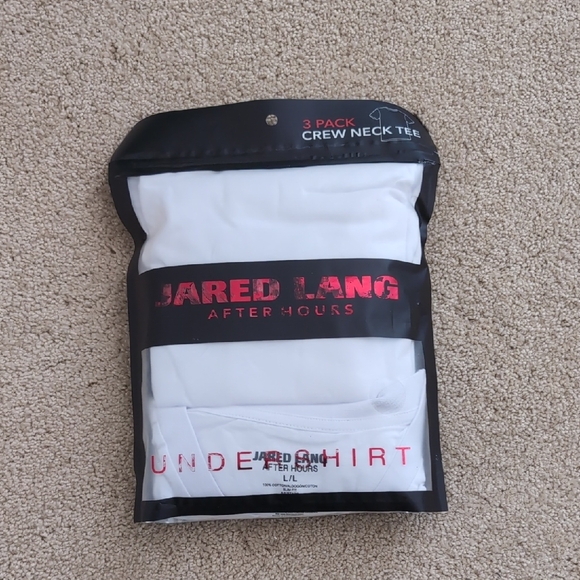 3 PACK
CREW NECK TEE
JARED LANG
AFTER HOURS
UNDERSHIRT
JARED LANG
AFTER HOURS
L/L